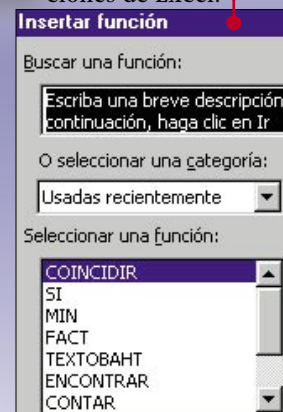 ciones de Excel.
Insertar función
Buscar una función:
Escriba una breve descripción
continuación, haga clic en Ir
O seleccionar una categoría:
Usadas recientemente
Seleccionar una función:
COINCIDIR
SI
MIN
FACT
TEXTOBAHT
ENCONTRAR
CONTAR